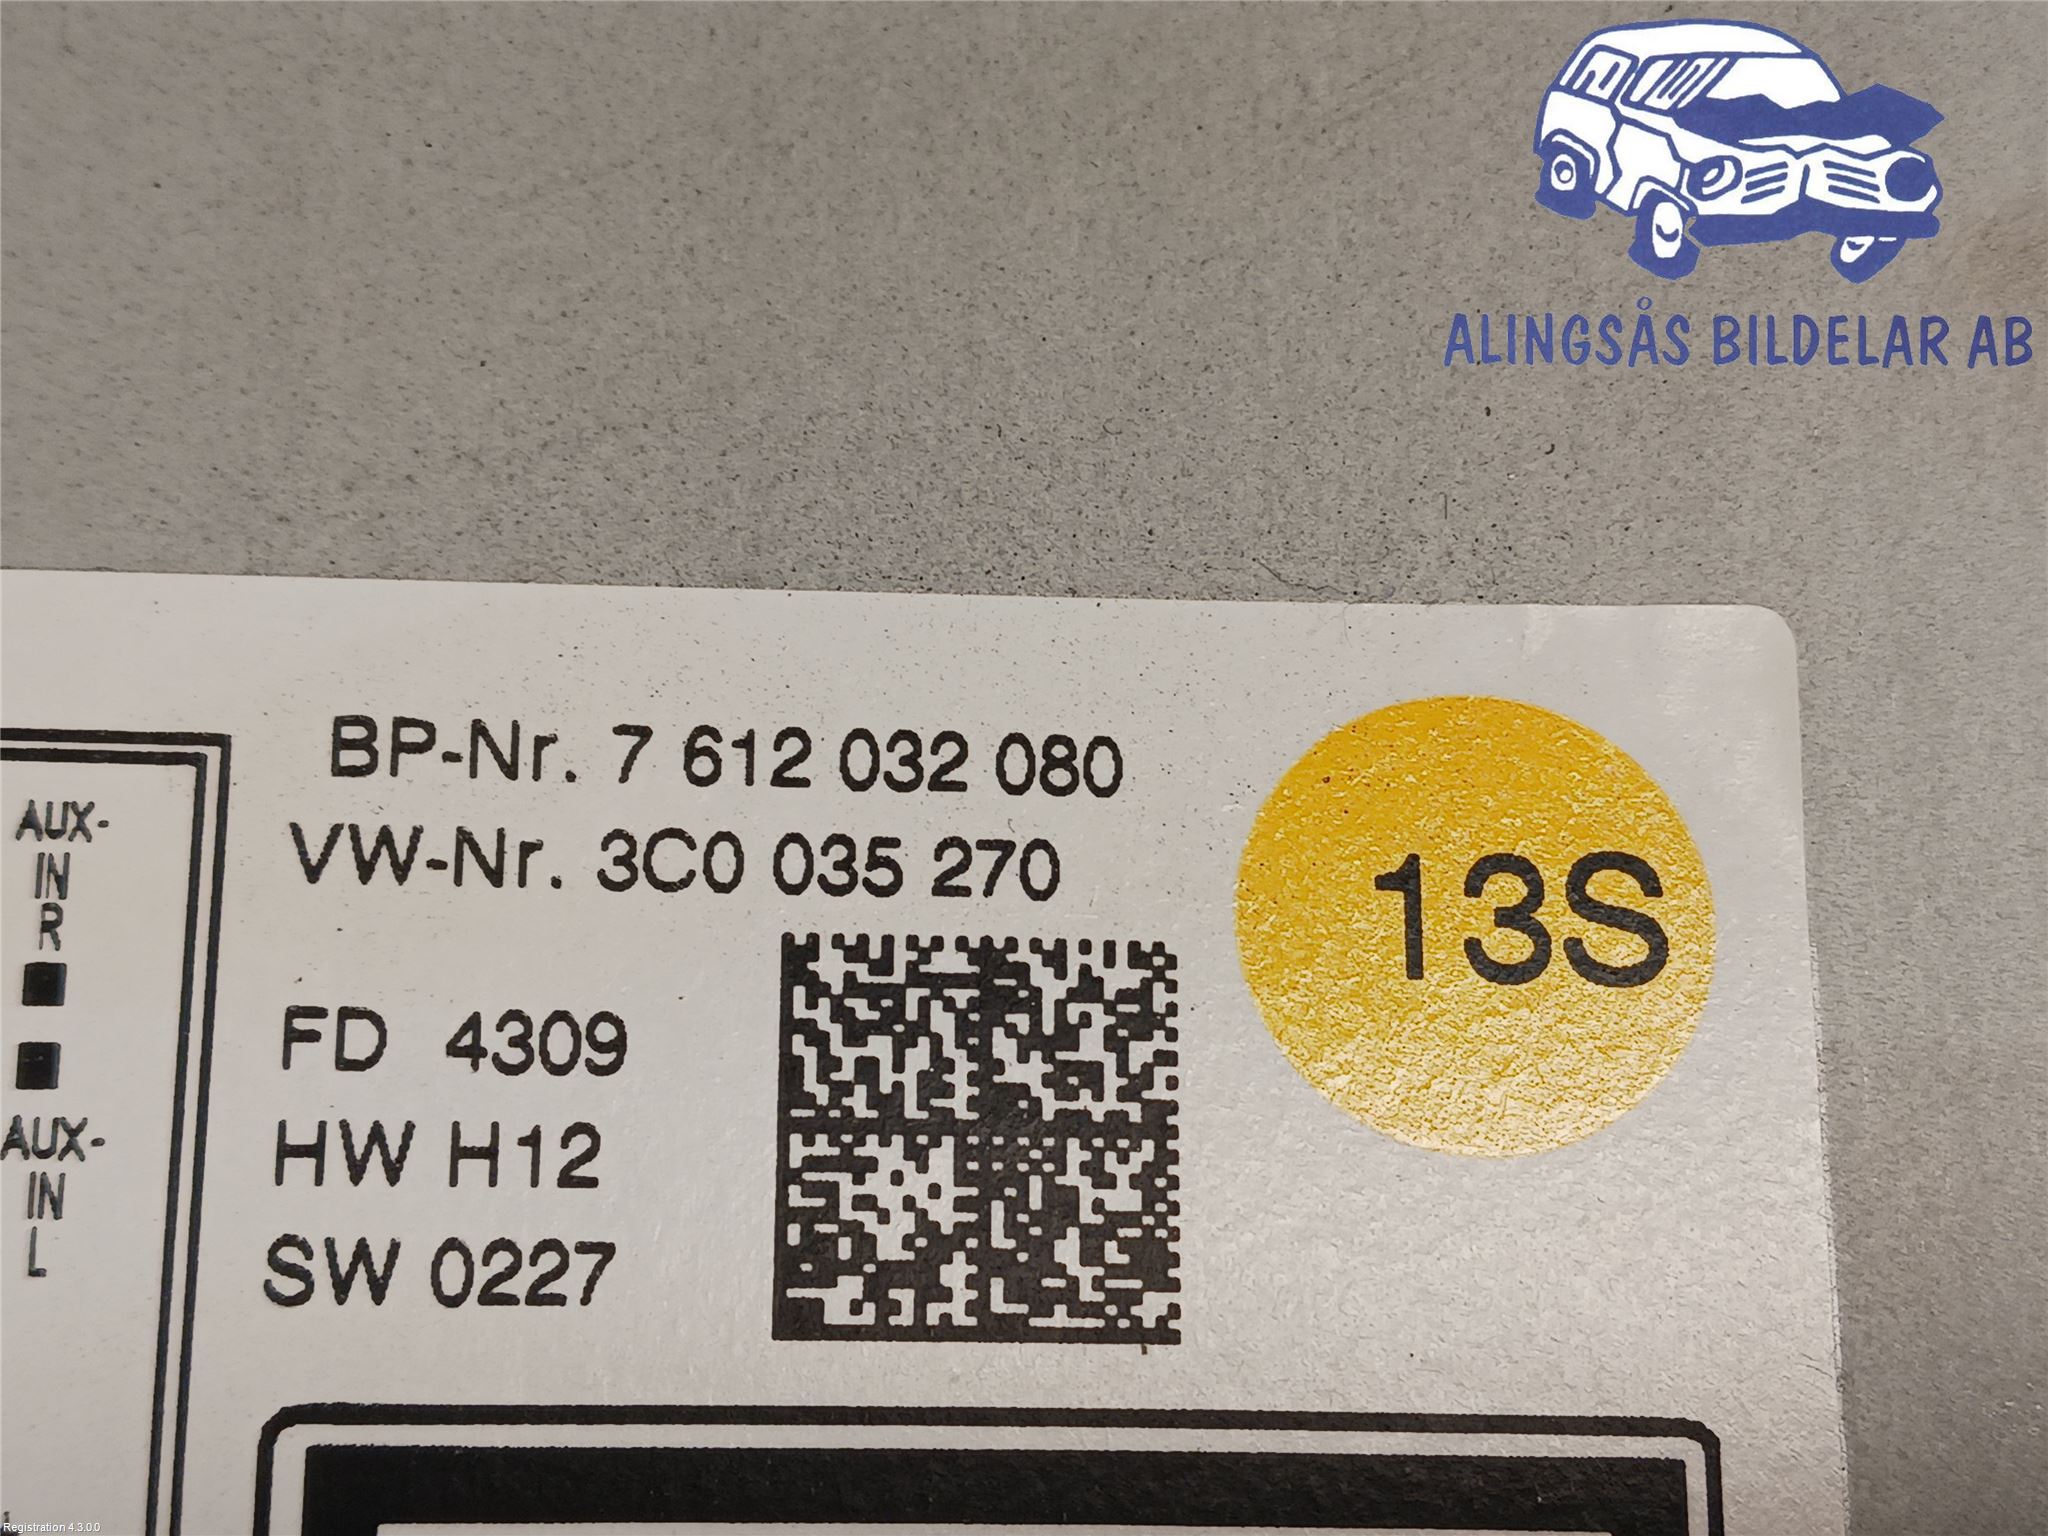 ALINGSÅS BILDELAR AB
BP-Nr. 7 612 032 080
VW-Nr. 3C0 035 270
13S
AUX-
IN
R
FD 4309
HW H12
AUX-
IN
L
SW 0227
Registration 4.3.0.0